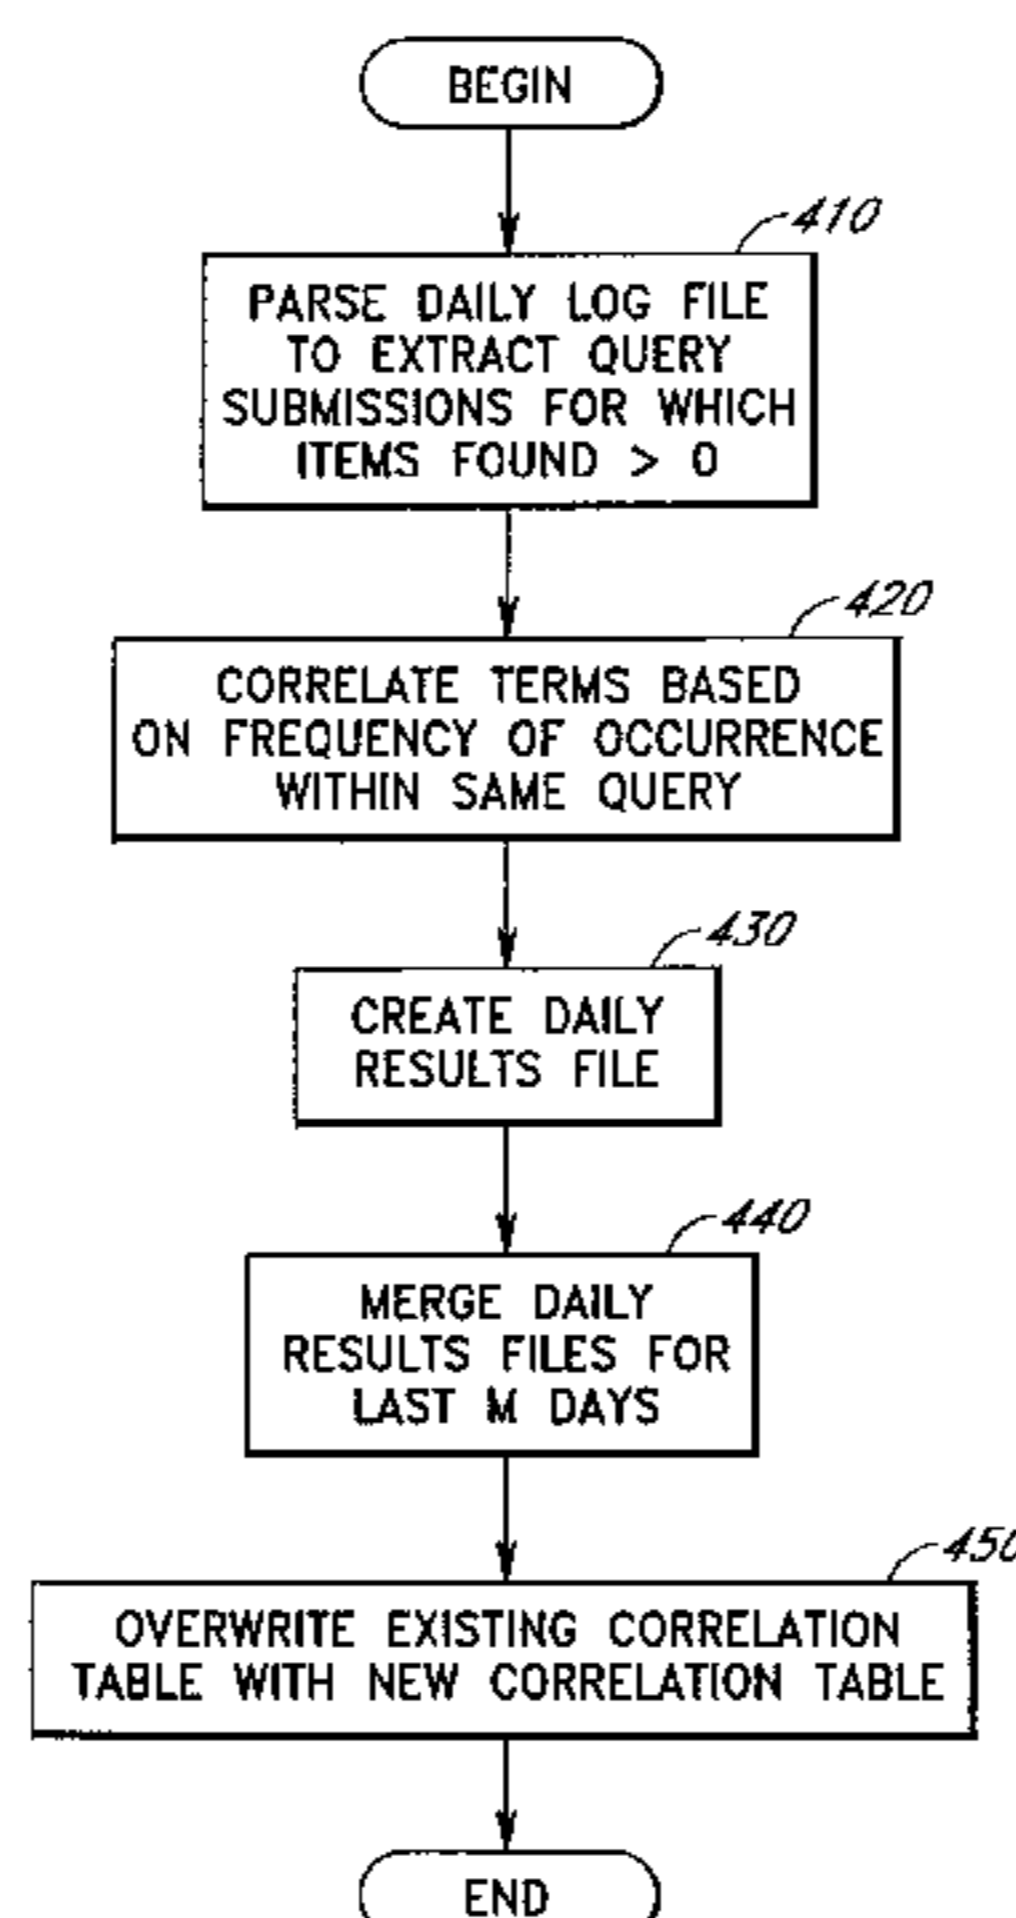 BEGIN
410
PARSE DAILY LOG FILE
TO EXTRACT QUERY
SUBMISSIONS FOR WHICH
ITEMS FOUND > 0
420
CORRELATE TERMS BASED
ON FREQUENCY OF OCCURRENCE
WITHIN SAME QUERY
430
CREATE DAILY
RESULTS FILE
440
MERGE DAILY
RESULTS FILES FOR
LAST M DAYS
450
OVERWRITE EXISTING CORRELATION
TABLE WITH NEW CORRELATION TABLE
END